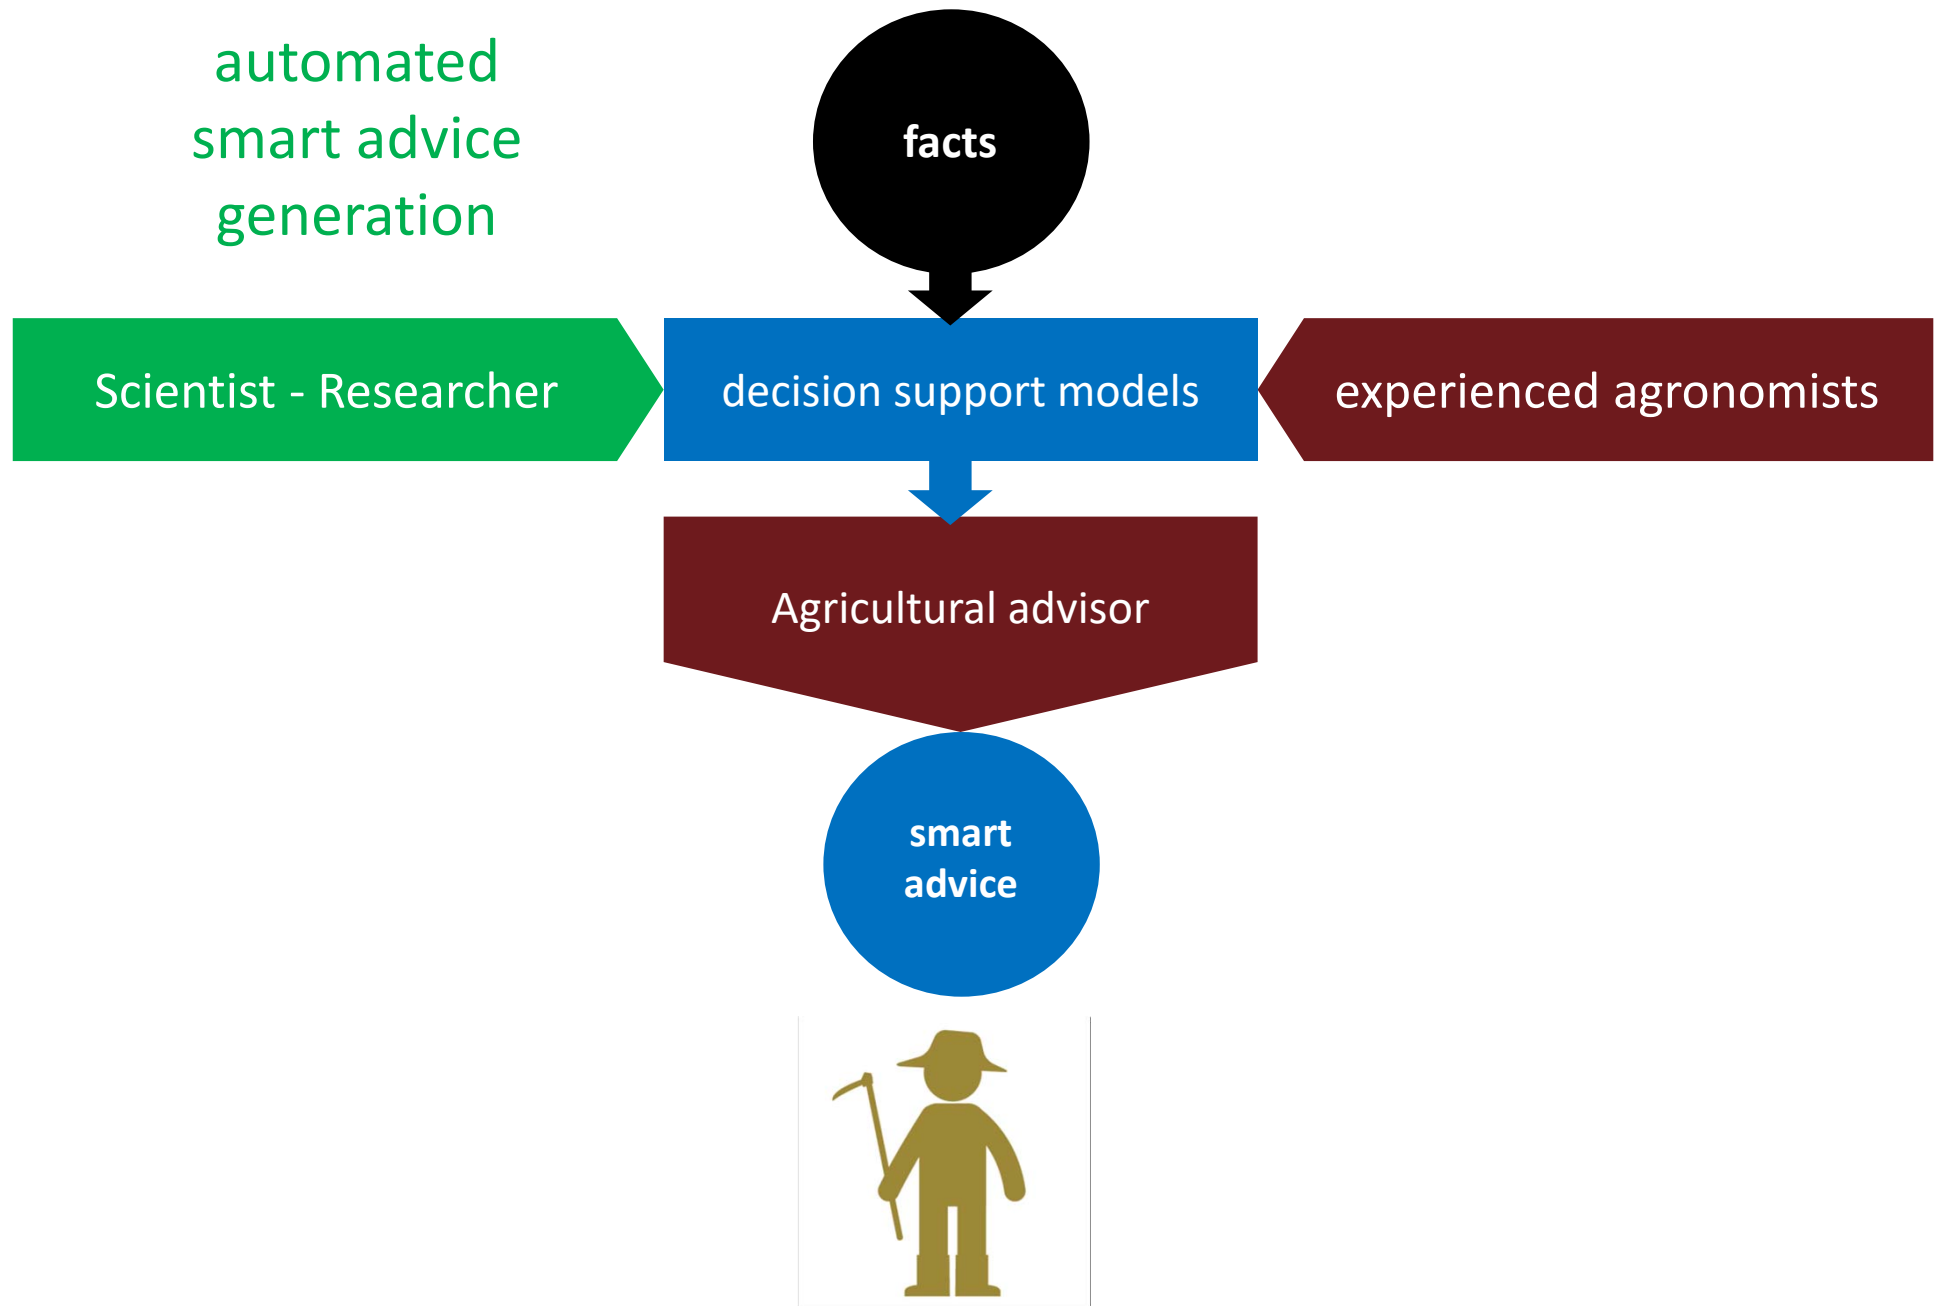 automated
smart advice
generation
facts
Scientist - Researcher
decision support models
experienced agronomists
Agricultural advisor
smart
advice